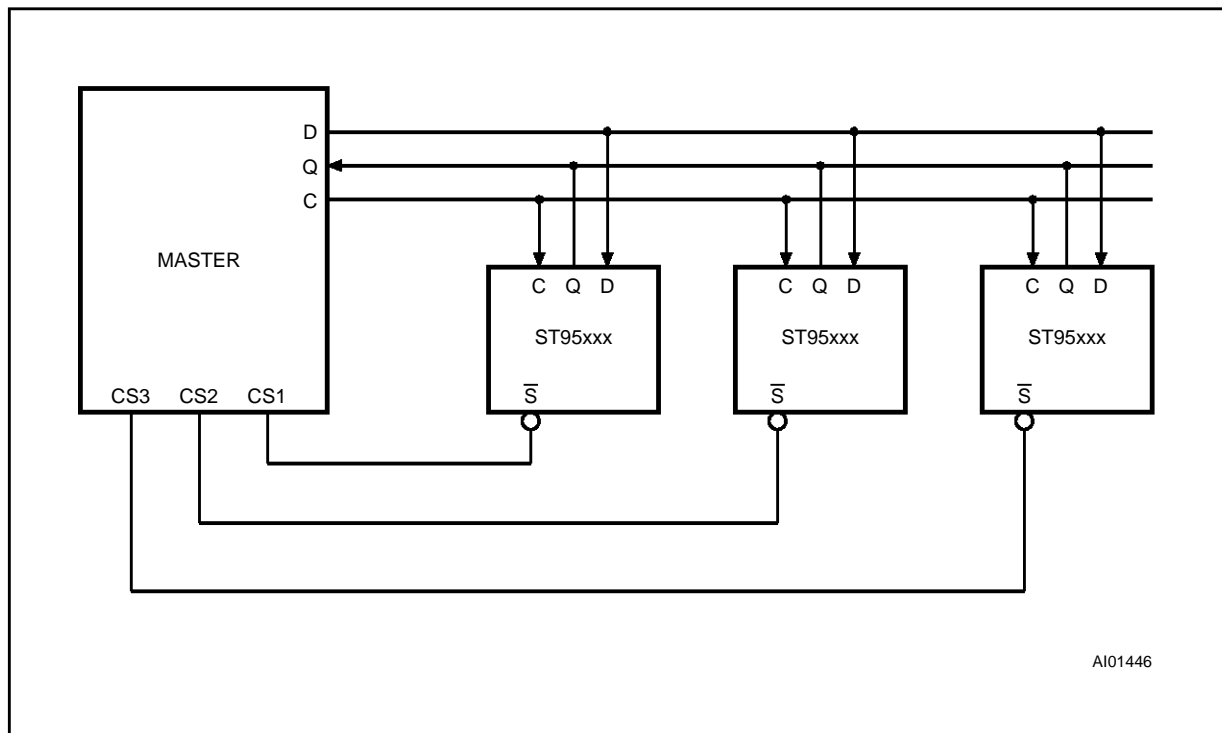 D
Q
C
MASTER
C Q D
C Q D
C Q D
ST95xxx
ST95xxx
ST95xxx
CS3 CS2 CS1
S̅
S̅
S̅
AI01446